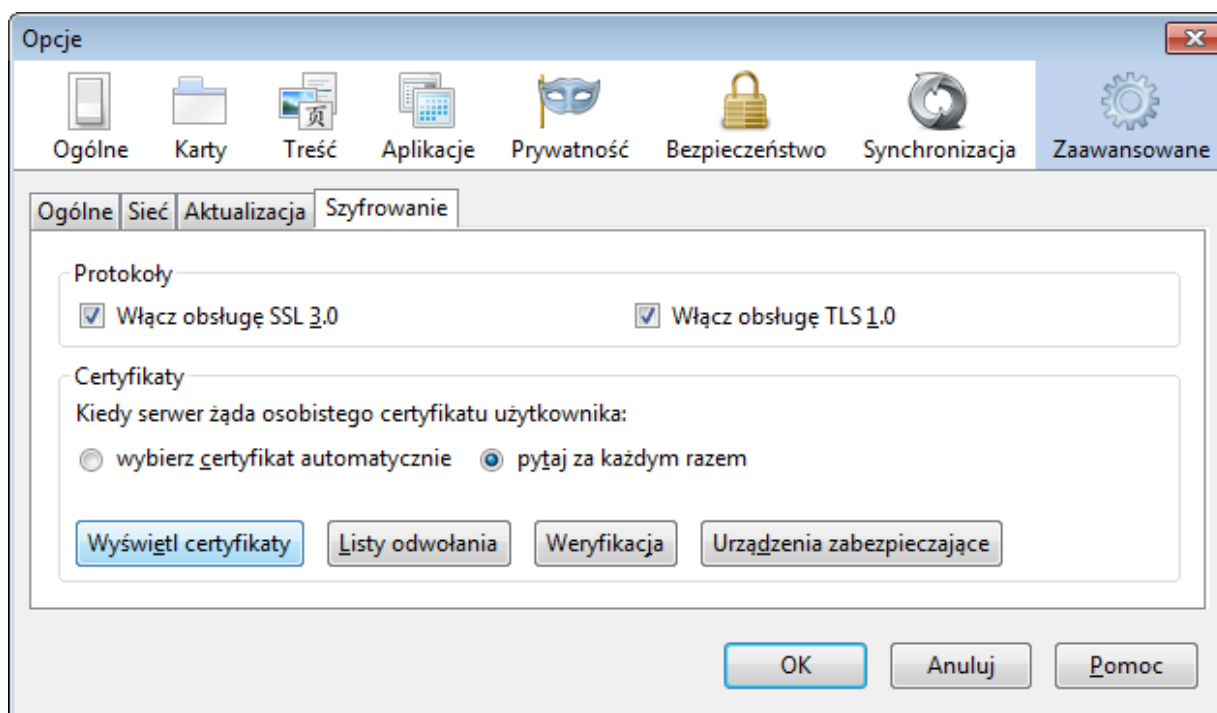 Opcje
页
Ogólne Karty Treść Aplikacje Prywatność Bezpieczeństwo Synchronizacja Zaawansowane
Ogólne Sieć Aktualizacja Szyfrowanie
Protokoły
Włącz obsługę SSL 3.0 Włącz obsługę TLS 1.0
Certyfikaty
Kiedy serwer żąda osobistego certyfikatu użytkownika:
wybierz certyfikat automatycznie pytaj za każdym razem
Wyświetl certyfikaty Listy odwołania Weryfikacja Urządzenia zabezpieczające
OK Anuluj Pomoc